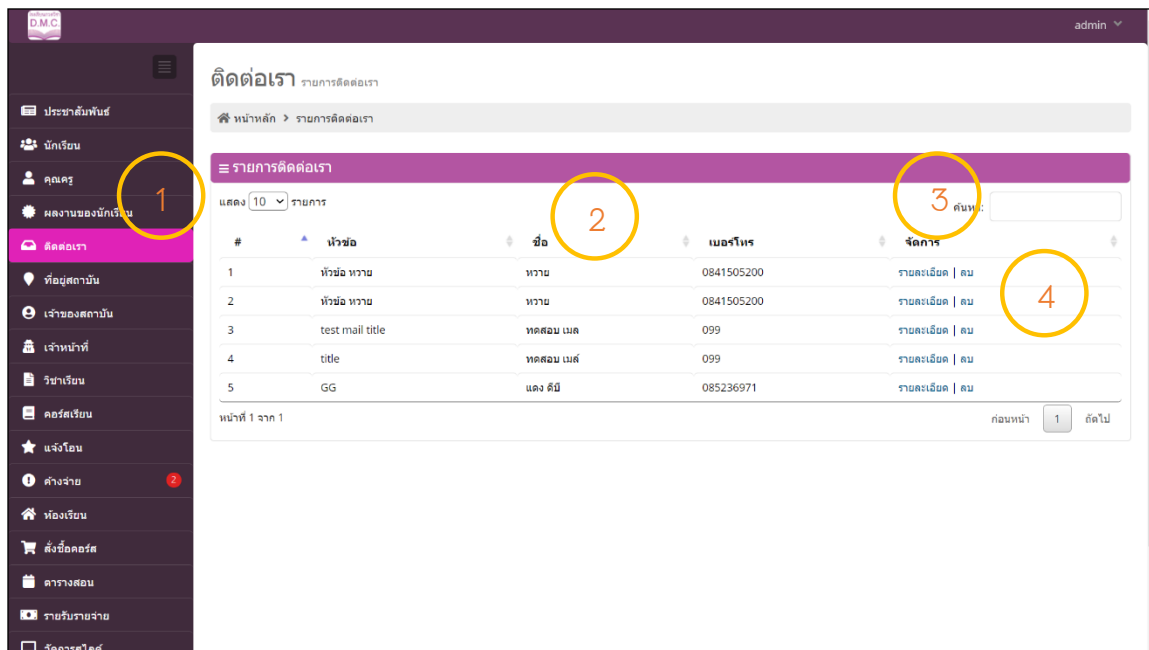 D.M.C.
admin
ติดต่อเรา รายการติดต่อเรา
หน้าหลัก > รายการติดต่อเรา
ประชาสัมพันธ์
นักเรียน
คุณครู
ผลงานของนักเรียน
ติดต่อเรา
ที่อยู่สถาบัน
เจ้าของสถาบัน
เจ้าหน้าที่
วิชาเรียน
คอร์สเรียน
แจ้งโอน
ค้างจ่าย 2
ห้องเรียน
สั่งซื้อคอร์ส
ตารางสอน
รายรับรายจ่าย
จัดการสไลด์
1
รายการติดต่อเรา
แสดง 10 รายการ
2
3
ค้นหา:
# หัวข้อ ชื่อ เบอร์โทร จัดการ
1 หัวข้อ หวาย หวาย 0841505200 รายละเอียด | ลบ
2 หัวข้อ หวาย หวาย 0841505200 รายละเอียด | ลบ
4
3 test mail title ทดสอบ เมล 099 รายละเอียด | ลบ
4 title ทดสอบ เมล์ 099 รายละเอียด | ลบ
5 GG แดง ดีมี 085236971 รายละเอียด | ลบ
หน้าที่ 1 จาก 1
ก่อนหน้า 1 ถัดไป